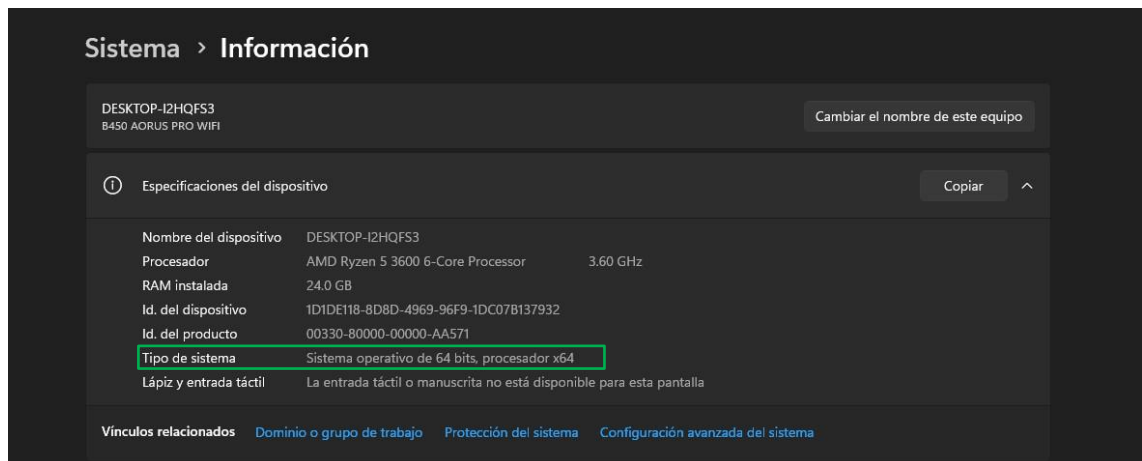 Sistema > Información
DESKTOP-I2HQFS3
B450 AORUS PRO WIFI
Cambiar el nombre de este equipo
Especificaciones del dispositivo
Copiar
Nombre del dispositivo DESKTOP-I2HQFS3
Procesador AMD Ryzen 5 3600 6-Core Processor 3.60 GHz
RAM instalada 24.0 GB
Id. del dispositivo 1D1DE118-8D8D-4969-96F9-1DC07B137932
Id. del producto 00330-80000-00000-AA571
Tipo de sistema Sistema operativo de 64 bits, procesador x64
Lápiz y entrada táctil La entrada táctil o manuscrita no está disponible para esta pantalla
Vínculos relacionados Dominio o grupo de trabajo Protección del sistema Configuración avanzada del sistema